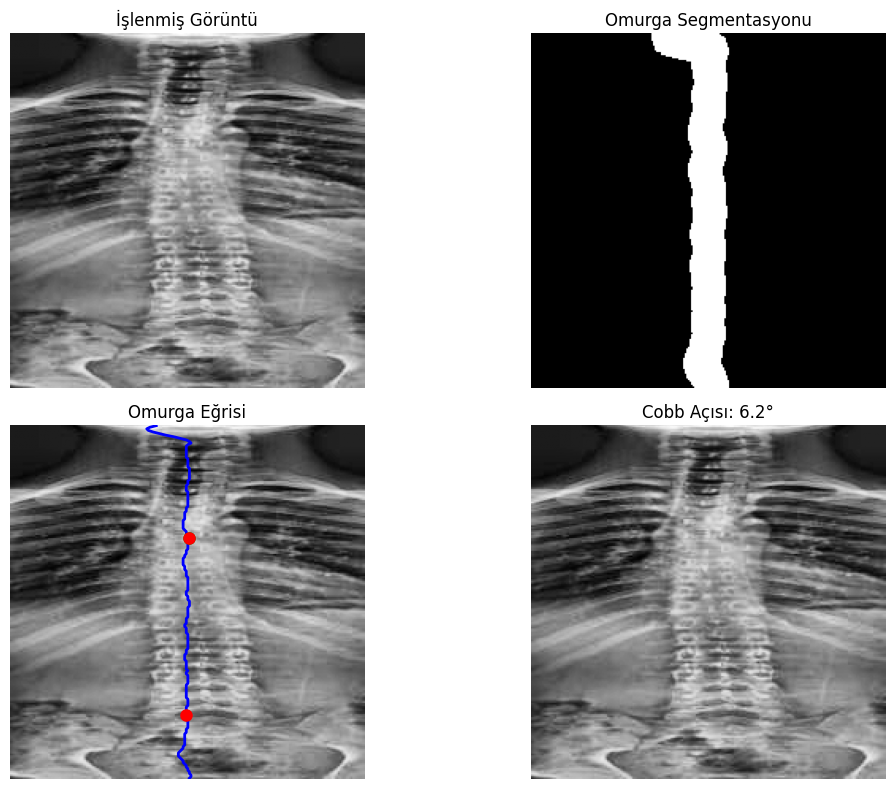 İşlenmiş Görüntü
Omurga Segmentasyonu
Omurga Eğrisi
Cobb Açısı: 6.2°